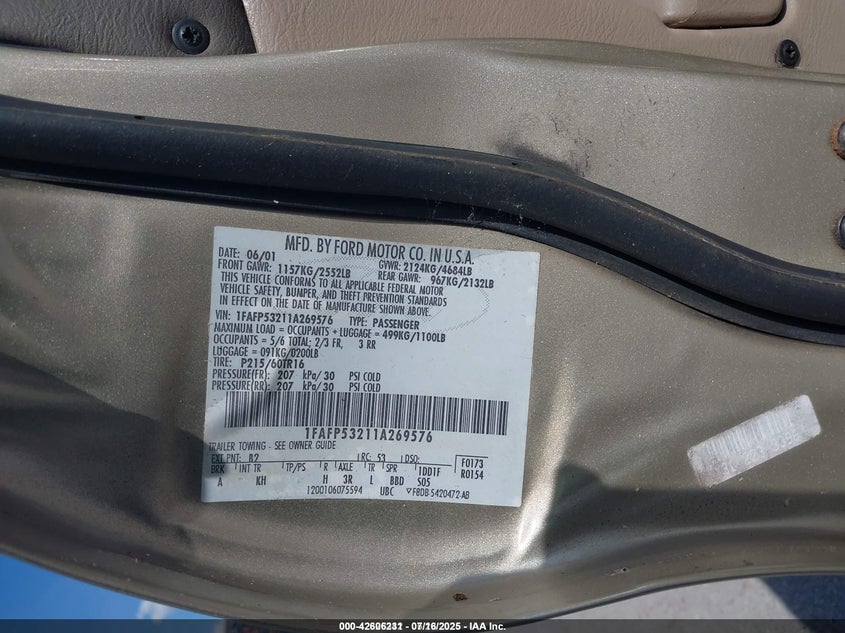 MFD. BY FORD MOTOR CO. IN U.S.A.
DATE: 06/01 GVWR: 2124KG/4684LB
FRONT GAWR: 1157KG/2552LB REAR GAWR: 967KG/2132LB
THIS VEHICLE CONFORMS TO ALL APPLICABLE FEDERAL MOTOR
VEHICLE SAFETY, BUMPER, AND THEFT PREVENTION STANDARDS
IN EFFECT ON THE DATE OF MANUFACTURE SHOWN ABOVE.
VIN: 1FAFP53211A269576 TYPE: PASSENGER
MAXIMUM LOAD = OCCUPANTS + LUGGAGE = 499KG/1100LB
OCCUPANTS = 5/6 TOTAL; 2/3 FR, 3 RR
LUGGAGE = 091KG/0200LB
TIRE: P215/60TR16
PRESSURE(FR): 207 kPa/30 PSI COLD
PRESSURE(RR): 207 kPa/30 PSI COLD
1FAFP53211A269576
TRAILER TOWING - SEE OWNER GUIDE
EXT PNT: B2 RC: 53 DSO:
BRK INT TR TP/PS R AXLE TR SPR 1DD1F F0173
A KH H 3R L BBD S05 R0154
1200106075594 UBC ▽F8DB-5420472-AB
000-42606231 07/16/2025 - IAA Inc.